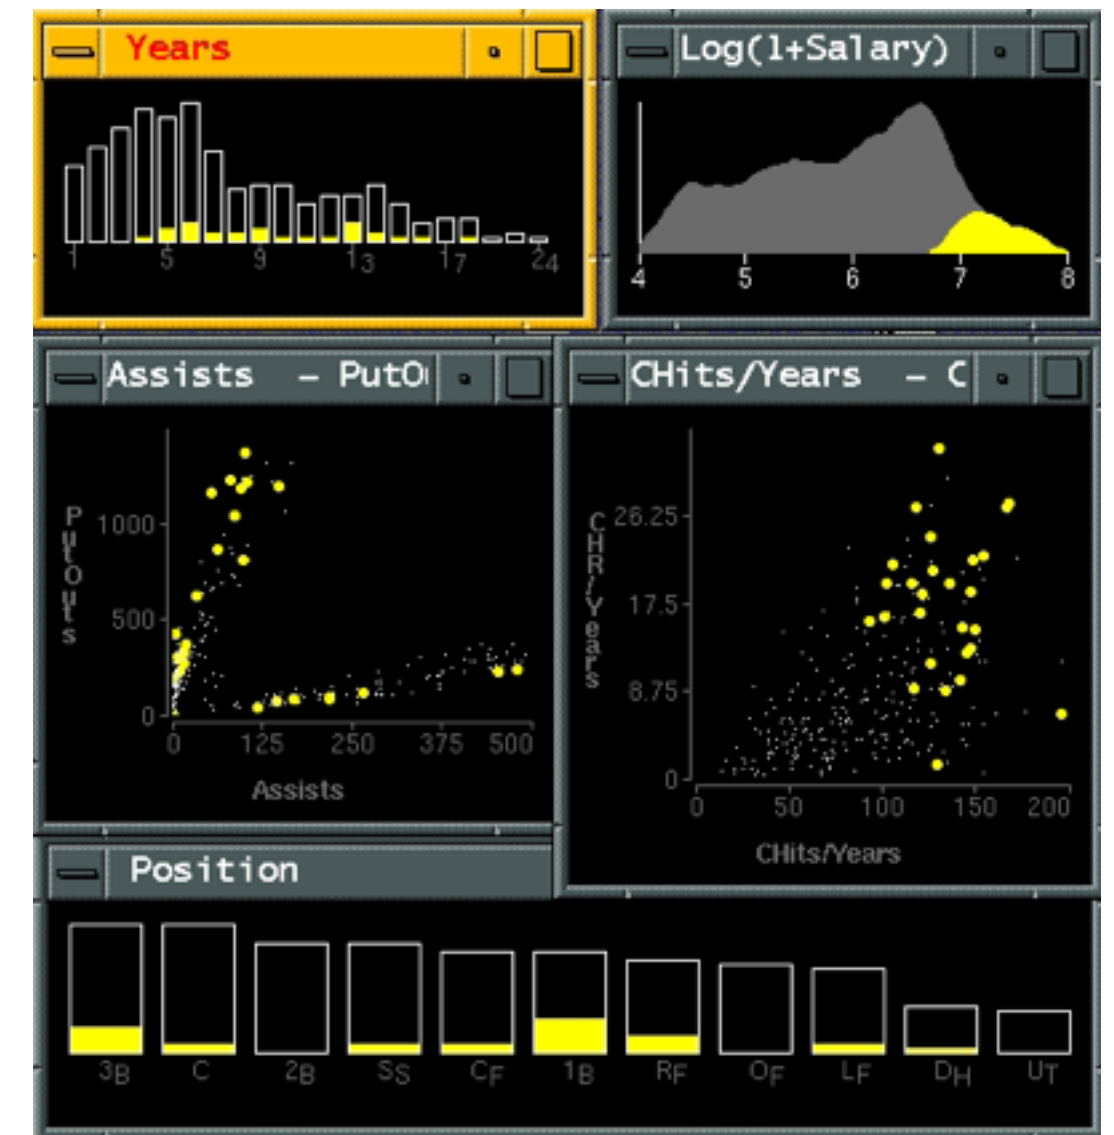 Years
1 5 9 13 17 24
Log(1+Salary)
4 5 6 7 8
Assists - PutOu
PutOuts
1000
500
0
0 125 250 375 500
Assists
CHits/Years - C
CHR/Years
26.25
17.5
8.75
0
0 50 100 150 200
CHits/Years
Position
3B C 2B SS CF 1B RF OF LF DH UT